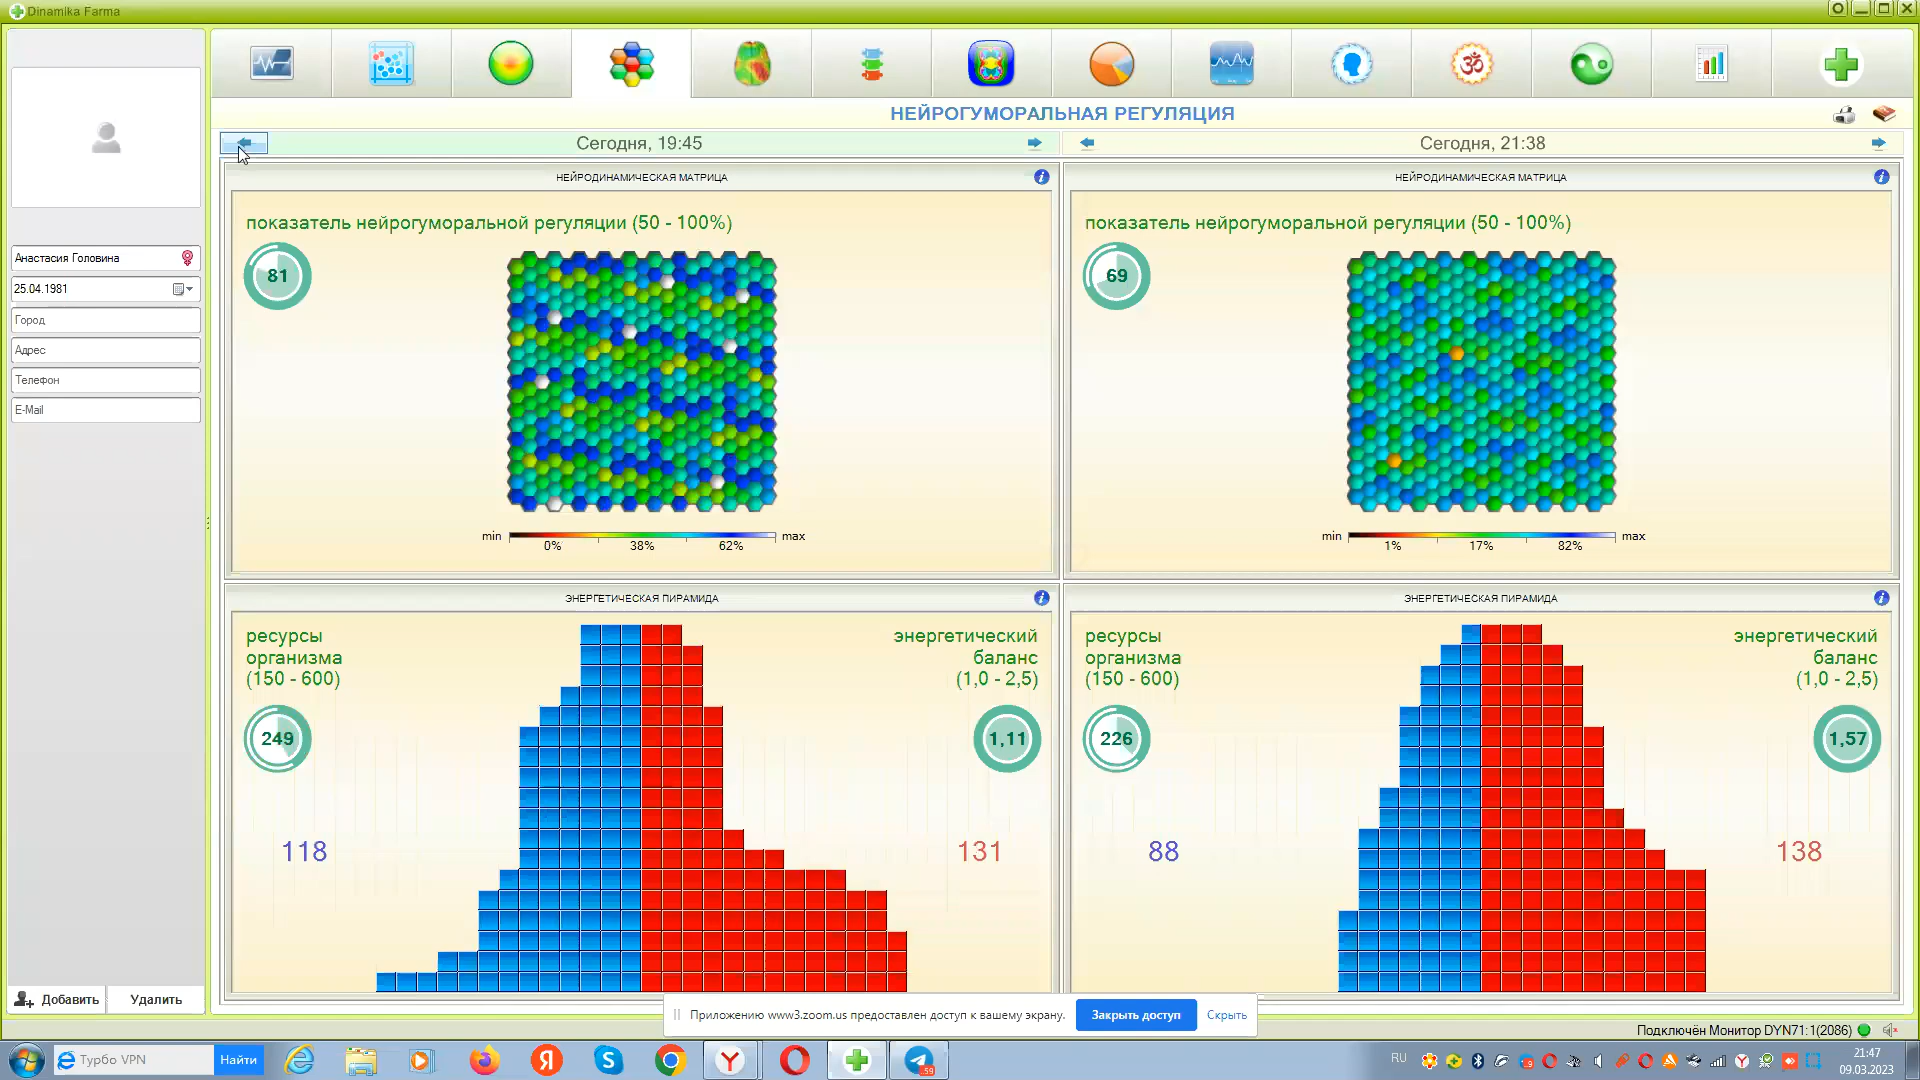 Dinamika Farma
НЕЙРОГУМОРАЛЬНАЯ РЕГУЛЯЦИЯ
Сегодня, 19:45
Сегодня, 21:38
Анастасия Головина
25.04.1981
Город
Адрес
Телефон
E-Mail
Добавить
Удалить
НЕЙРОДИНАМИЧЕСКАЯ МАТРИЦА
показатель нейрогуморальной регуляции (50 - 100%)
81
min
max
0%
38%
62%
НЕЙРОДИНАМИЧЕСКАЯ МАТРИЦА
показатель нейрогуморальной регуляции (50 - 100%)
69
min
max
1%
17%
82%
ЭНЕРГЕТИЧЕСКАЯ ПИРАМИДА
ресурсы
организма
(150 - 600)
249
118
энергетический
баланс
(1,0 - 2,5)
1,11
131
ЭНЕРГЕТИЧЕСКАЯ ПИРАМИДА
ресурсы
организма
(150 - 600)
226
88
энергетический
баланс
(1,0 - 2,5)
1,57
138
Приложению www3.zoom.us предоставлен доступ к вашему экрану.
Закрыть доступ
Скрыть
Подключён Монитор DYN71:1(2086)
Турбо VPN
Найти
59
RU
21:47
09.03.2023